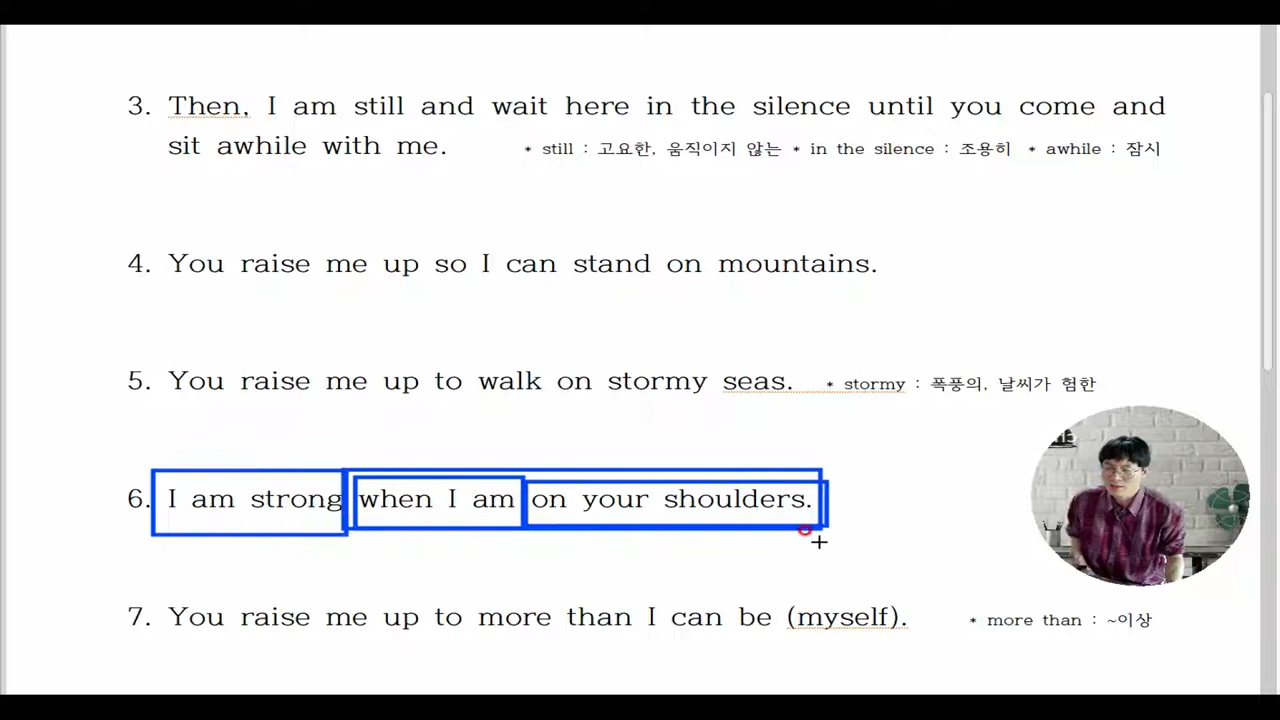 3. Then, I am still and wait here in the silence until you come and
sit awhile with me. * still : 고요한, 움직이지 않는 * in the silence : 조용히 * awhile : 잠시
4. You raise me up so I can stand on mountains.
5. You raise me up to walk on stormy seas. * stormy : 폭풍의, 날씨가 험한
6. I am strong when I am on your shoulders.
7. You raise me up to more than I can be (myself). * more than : ~이상